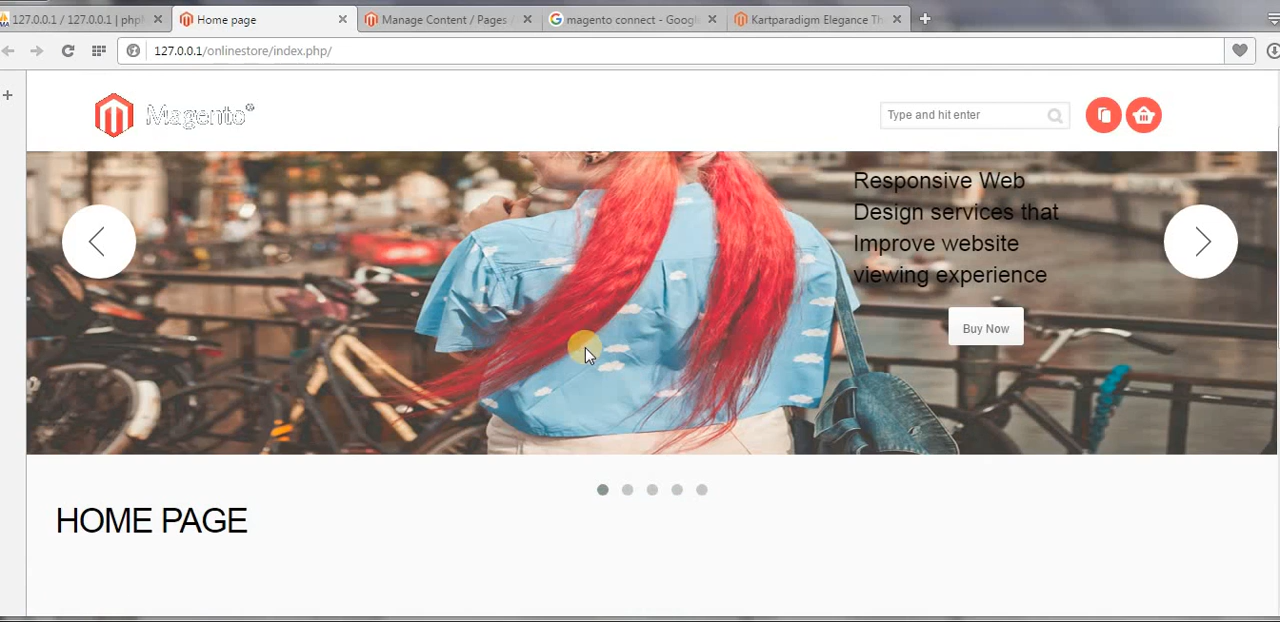 127.0.0.1 / 127.0.0.1 | phpM
Home page
Manage Content / Pages /
magento connect - Google
Kartparadigm Elegance Th
127.0.0.1/onlinestore/index.php/
Magento®
Type and hit enter
Responsive Web
Design services that
Improve website
viewing experience
Buy Now
HOME PAGE